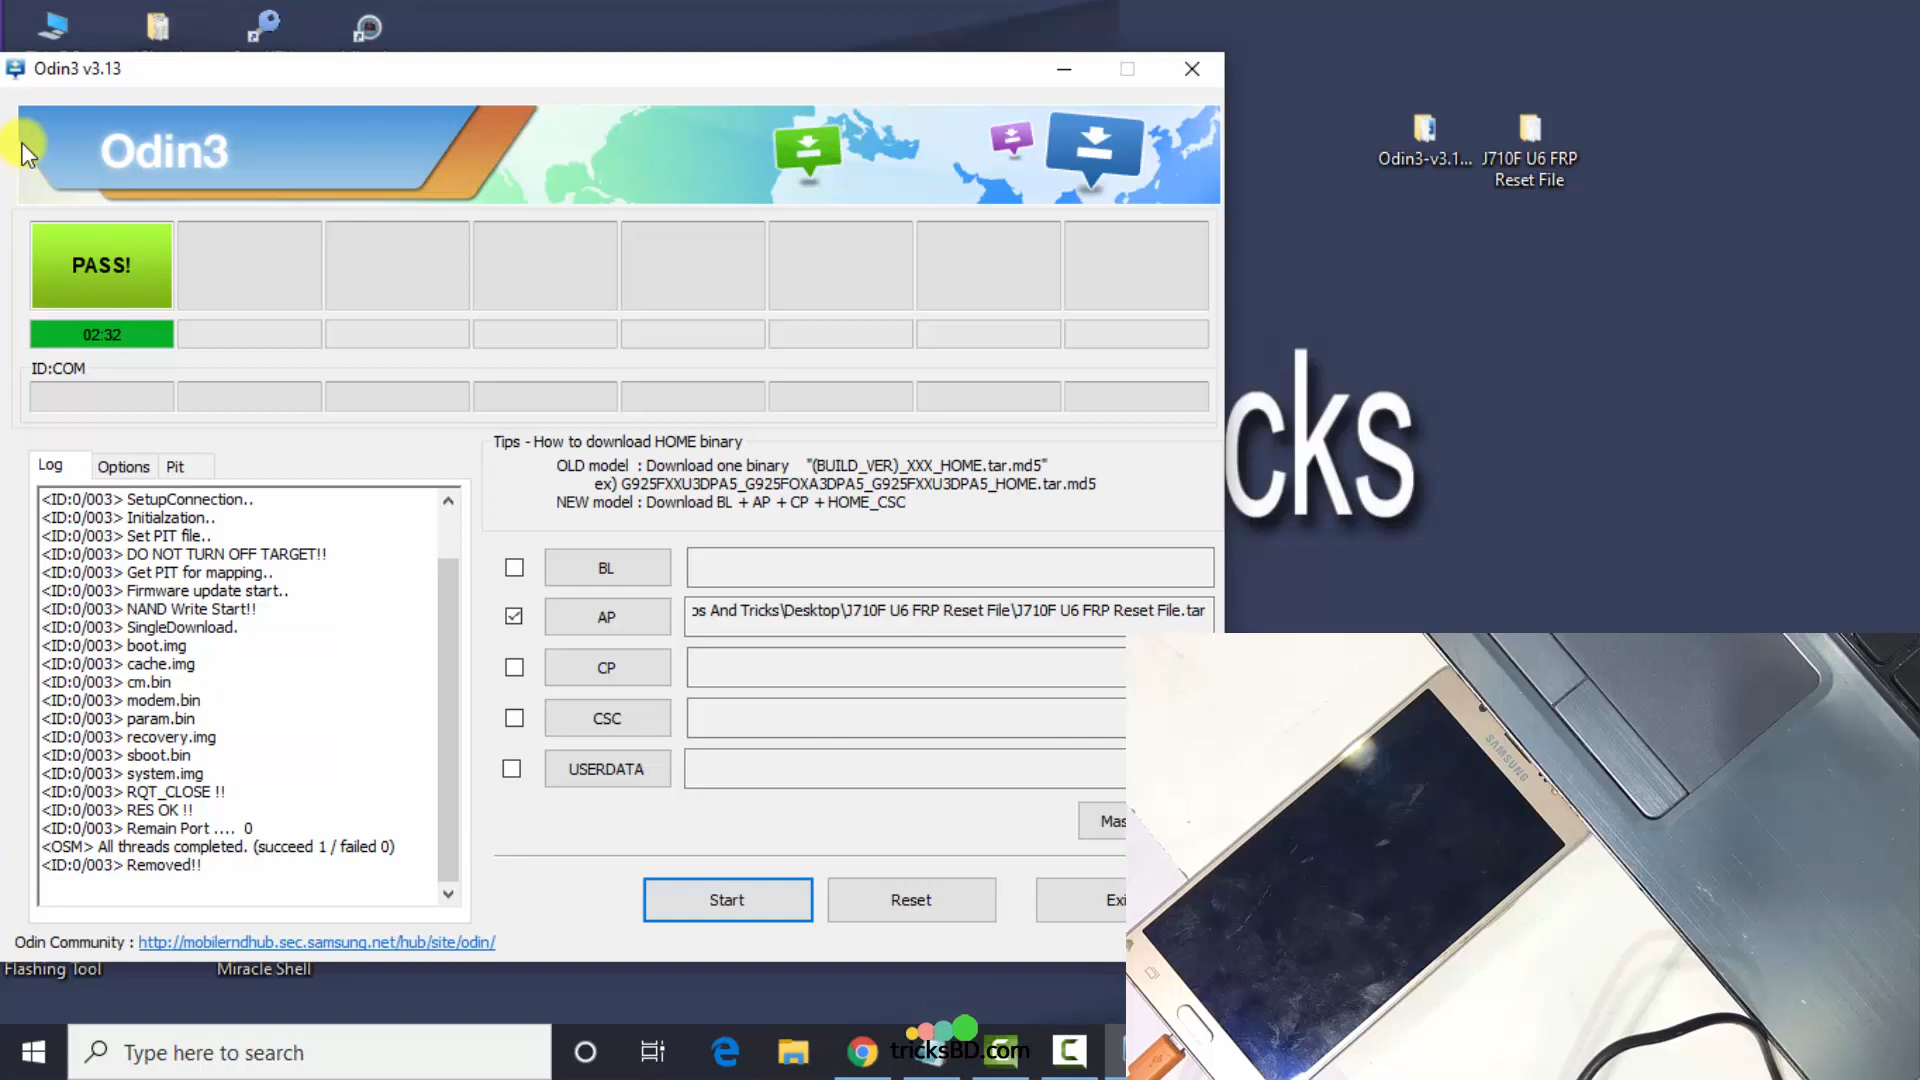 Odin3 v3.13
Odin3
Odin3-v3.1... J710F U6 FRP
Reset File
PASS!
02:32
ID:COM
cks
Tips - How to download HOME binary
OLD model : Download one binary "(BUILD_VER)_XXX_HOME.tar.md5"
ex) G925FXXU3DPA5_G925FOXA3DPA5_G925FXXU3DPA5_HOME.tar.md5
NEW model : Download BL + AP + CP + HOME_CSC
Log Options Pit
<ID:0/003> SetupConnection..
<ID:0/003> Initialzation..
<ID:0/003> Set PIT file..
<ID:0/003> DO NOT TURN OFF TARGET!!
<ID:0/003> Get PIT for mapping..
<ID:0/003> Firmware update start..
<ID:0/003> NAND Write Start!!
<ID:0/003> SingleDownload.
<ID:0/003> boot.img
<ID:0/003> cache.img
<ID:0/003> cm.bin
<ID:0/003> modem.bin
<ID:0/003> param.bin
<ID:0/003> recovery.img
<ID:0/003> sboot.bin
<ID:0/003> system.img
<ID:0/003> RQT_CLOSE !!
<ID:0/003> RES OK !!
<ID:0/003> Remain Port .... 0
<OSM> All threads completed. (succeed 1 / failed 0)
<ID:0/003> Removed!!
BL
AP os And Tricks\Desktop\J710F U6 FRP Reset File\J710F U6 FRP Reset File.tar
CP
CSC
USERDATA
Mas
Start Reset Exi
SAMSUNG
Odin Community : http://mobilerndhub.sec.samsung.net/hub/site/odin/
Flashing Tool Miracle Shell
Type here to search
tricksBD.com